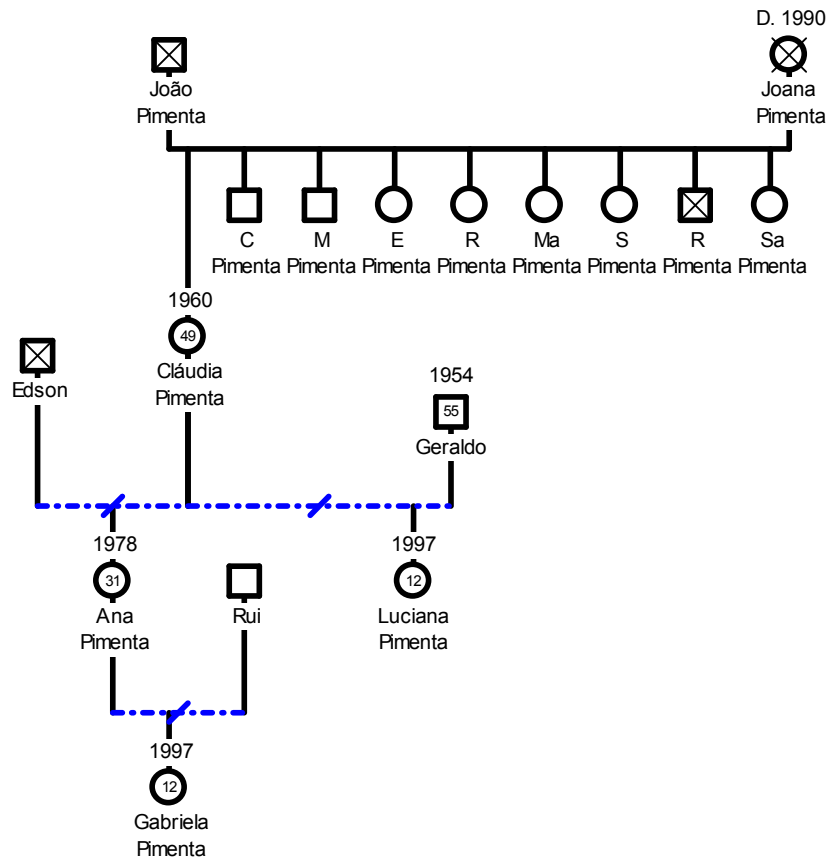 D. 1990
João
Pimenta
Joana
Pimenta
C
Pimenta
M
Pimenta
E
Pimenta
R
Pimenta
Ma
Pimenta
S
Pimenta
R
Pimenta
Sa
Pimenta
1960
49
Cláudia
Pimenta
Edson
1954
55
Geraldo
1978
31
Ana
Pimenta
Rui
1997
12
Luciana
Pimenta
1997
12
Gabriela
Pimenta